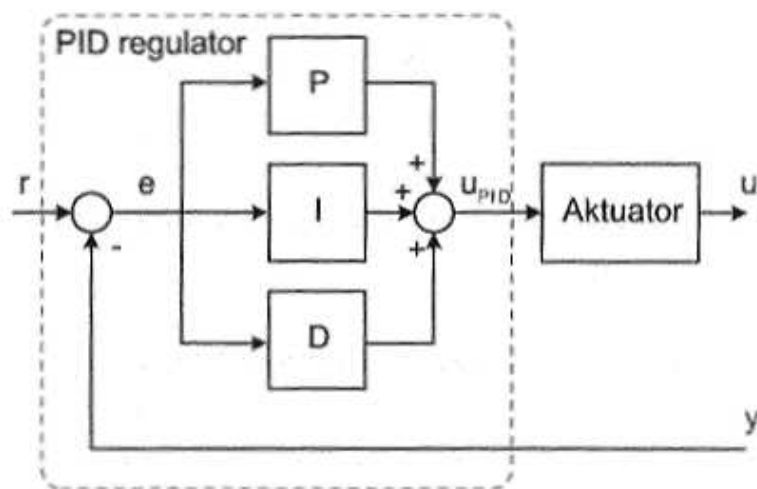 PID regulator
P
r
e
+
+
u_PID
I
Aktuator
u
-
+
D
y